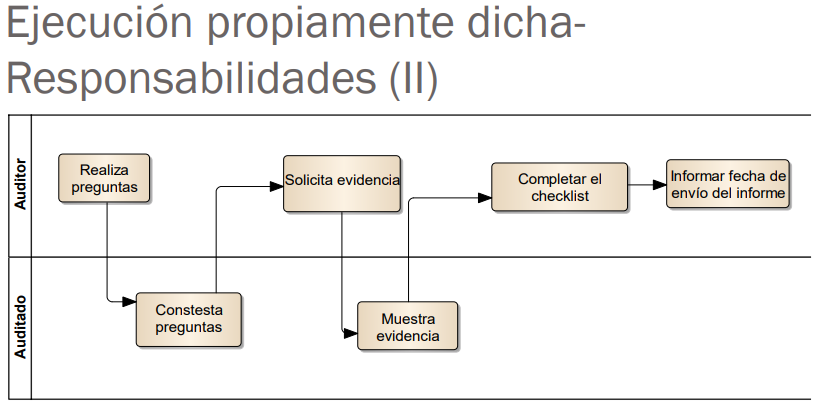 Ejecución propiamente dicha-
Responsabilidades (II)
Auditor
Realiza
preguntas
Solicita evidencia
Completar el
checklist
Informar fecha de
envío del informe
Auditado
Constesta
preguntas
Muestra
evidencia